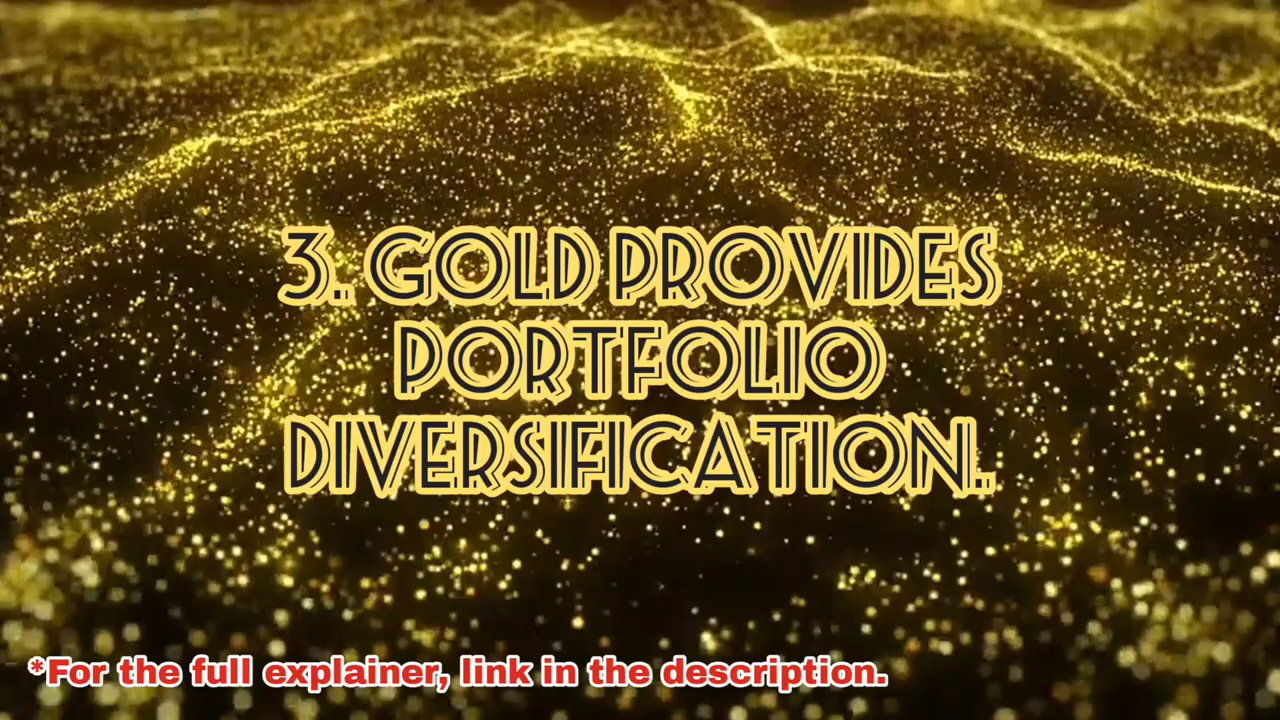 3. GOLD PROVIDES
PORTFOLIO
DIVERSIFICATION.
*For the full explainer, link in the description.